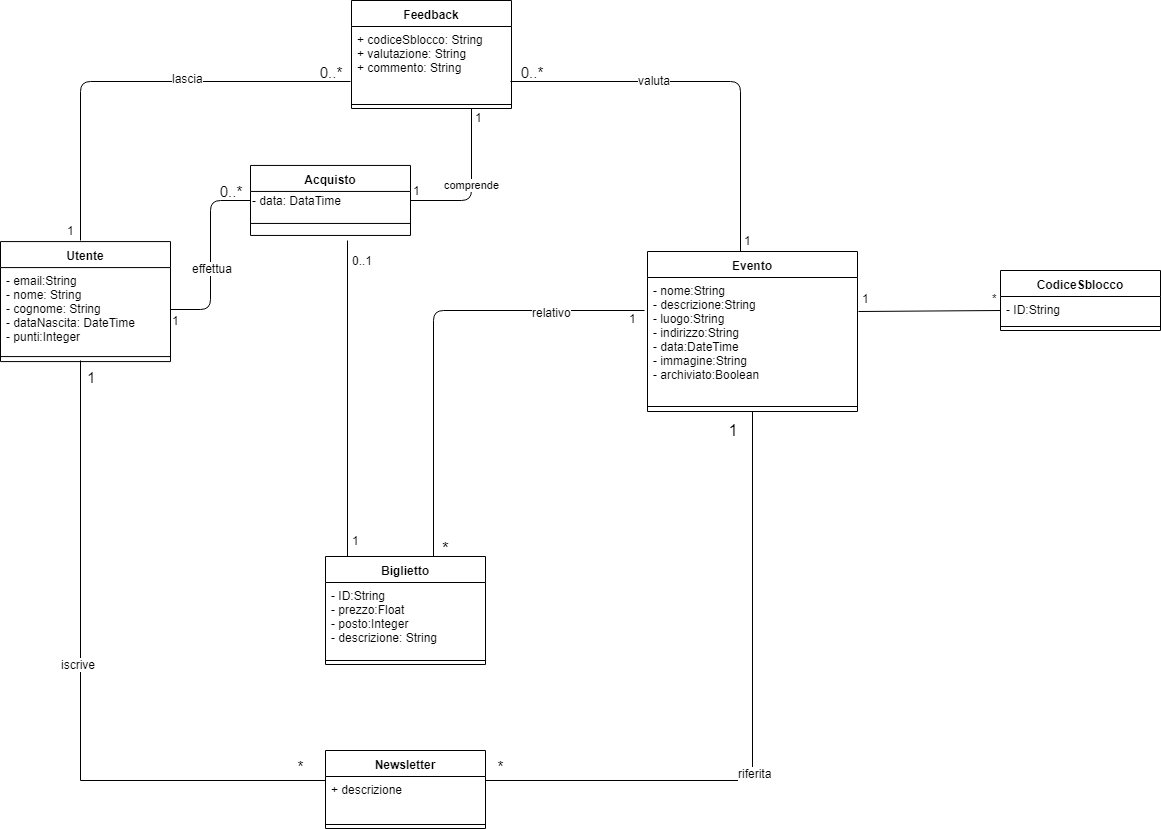 Feedback
+ codiceSblocco: String
+ valutazione: String
+ commento: String
0..*
0..*
lascia
valuta
1
comprende
Acquisto
- data: DataTime
1
0..*
effettua
0..1
1
Utente
- email:String
- nome: String
- cognome: String
- dataNascita: DateTime
- punti:Integer
1
1
1
Evento
- nome:String
- descrizione:String
- luogo:String
- indirizzo:String
- data:DateTime
- immagine:String
- archiviato:Boolean
1
*
CodiceSblocco
- ID:String
relativo
1
1
1
*
Biglietto
- ID:String
- prezzo:Float
- posto:Integer
- descrizione: String
iscrive
*
Newsletter
+ descrizione
*
riferita